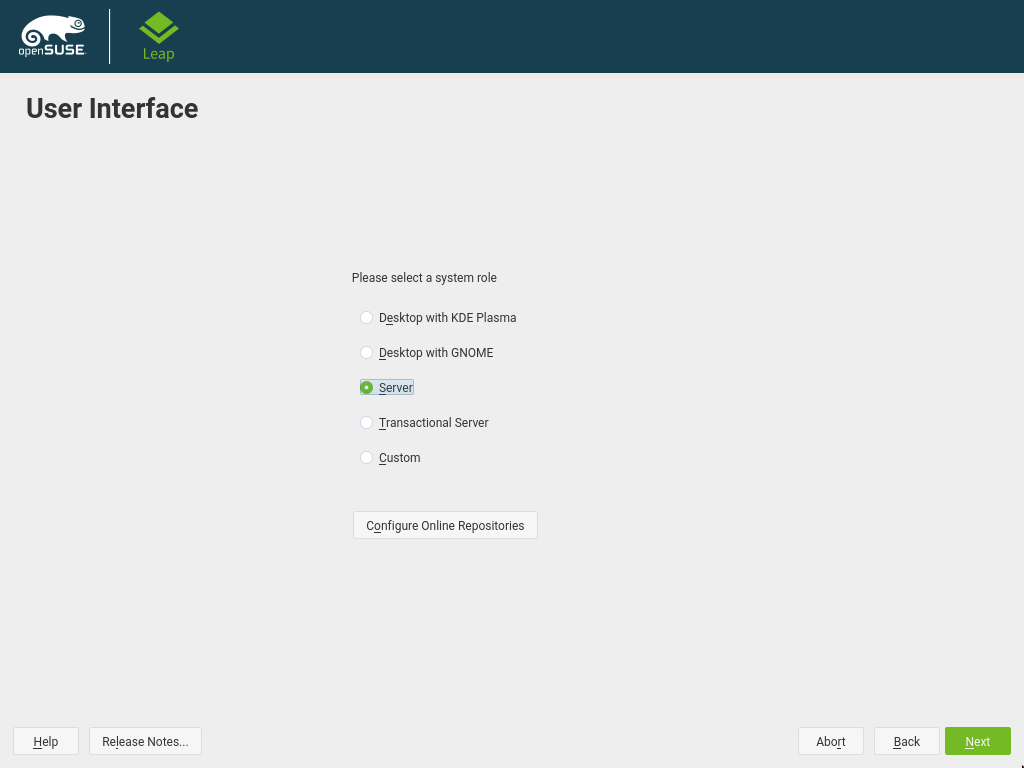 openSUSE
Leap
User Interface
Please select a system role
Desktop with KDE Plasma
Desktop with GNOME
Server
Transactional Server
Custom
Configure Online Repositories
Help
Release Notes...
Abort
Back
Next